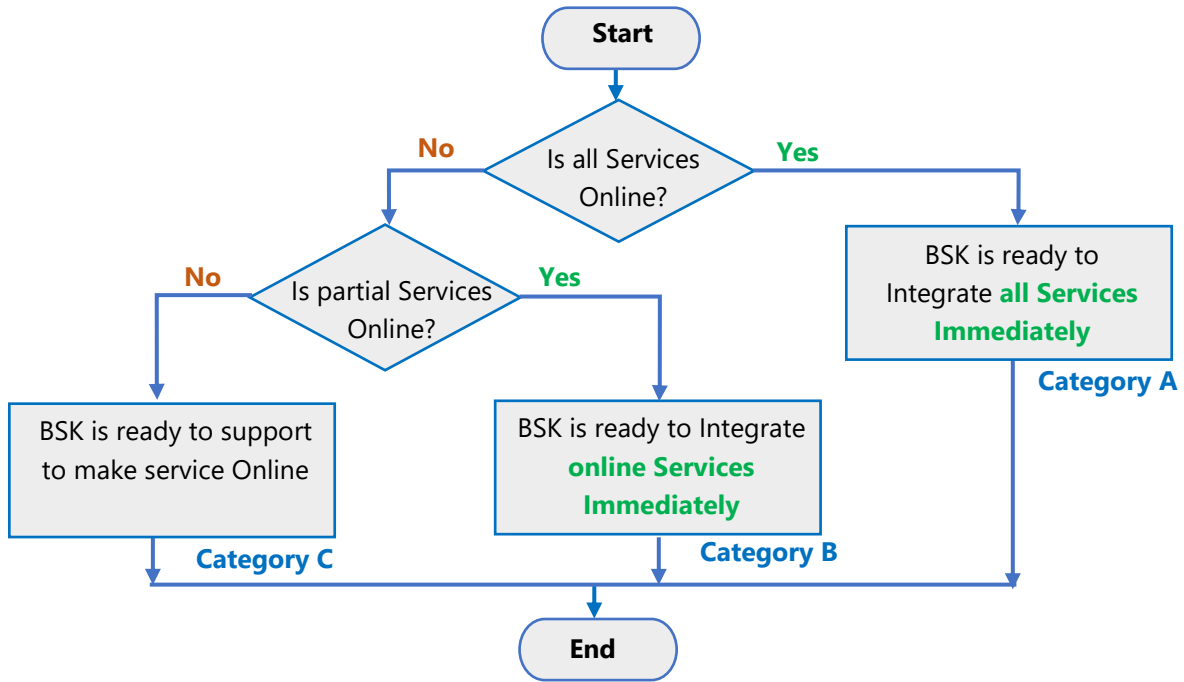 Start
Is all Services
Online?
No
Yes
BSK is ready to
Integrate all Services
Immediately
Category A
Is partial Services
Online?
No
Yes
BSK is ready to support
to make service Online
Category C
BSK is ready to Integrate
online Services
Immediately
Category B
End